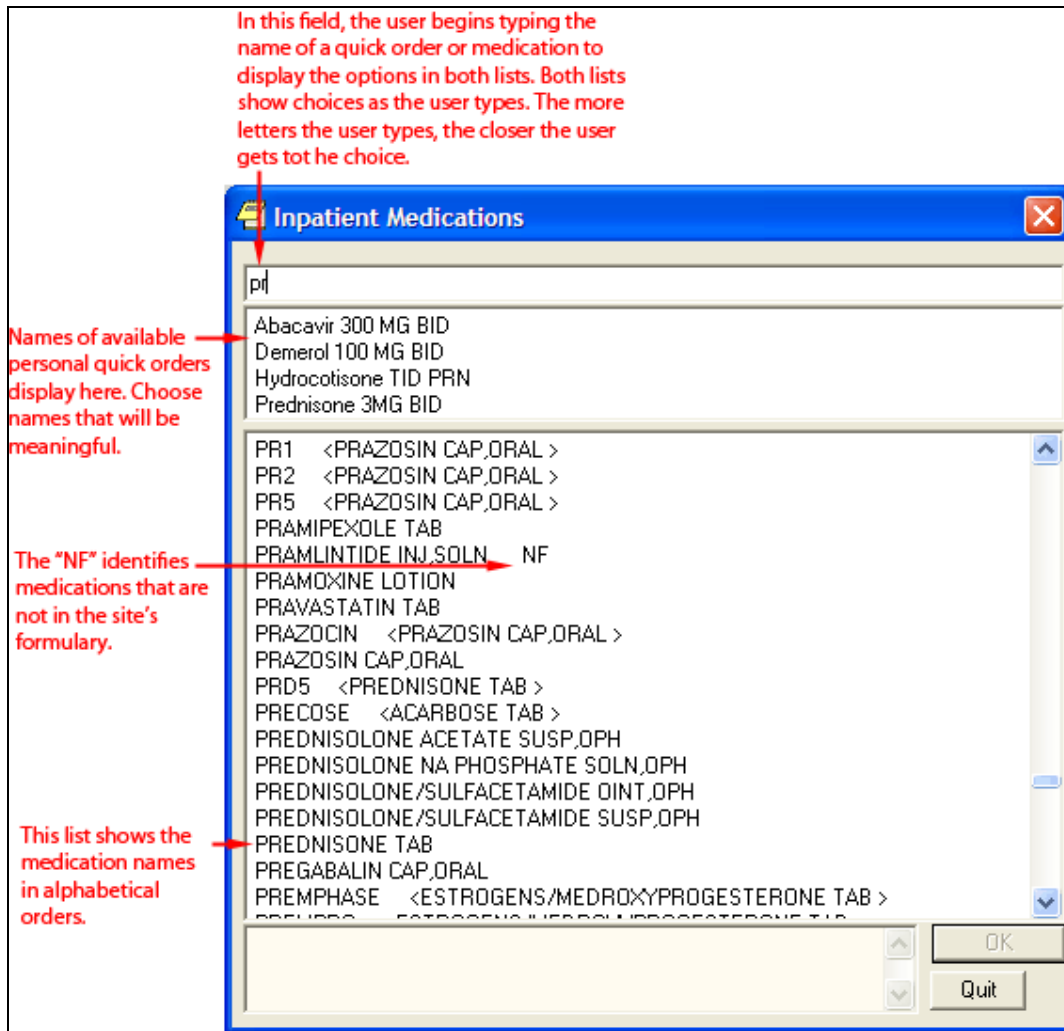 In this field, the user begins typing the
name of a quick order or medication to
display the options in both lists. Both lists
show choices as the user types. The more
letters the user types, the closer the user
gets tot he choice.
Inpatient Medications
pr
Names of available
personal quick orders
display here. Choose
names that will be
meaningful.
Abacavir 300 MG BID
Demerol 100 MG BID
Hydrocotisone TID PRN
Prednisone 3MG BID
PR1 <PRAZOSIN CAP,ORAL >
PR2 <PRAZOSIN CAP,ORAL >
PR5 <PRAZOSIN CAP,ORAL >
PRAMIPEXOLE TAB
PRAMLINTIDE INJ,SOLN NF
PRAMOXINE LOTION
PRAVASTATIN TAB
PRAZOCIN <PRAZOSIN CAP,ORAL >
PRAZOSIN CAP,ORAL
PRD5 <PREDNISONE TAB >
PRECOSE <ACARBOSE TAB >
PREDNISOLONE ACETATE SUSP,OPH
PREDNISOLONE NA PHOSPHATE SOLN,OPH
PREDNISOLONE/SULFACETAMIDE OINT,OPH
PREDNISOLONE/SULFACETAMIDE SUSP,OPH
PREDNISONE TAB
PREGABALIN CAP,ORAL
PREMPHASE <ESTROGENS/MEDROXYPROGESTERONE TAB >
The "NF" identifies
medications that are
not in the site's
formulary.
This list shows the
medication names
in alphabetical
orders.
OK
Quit